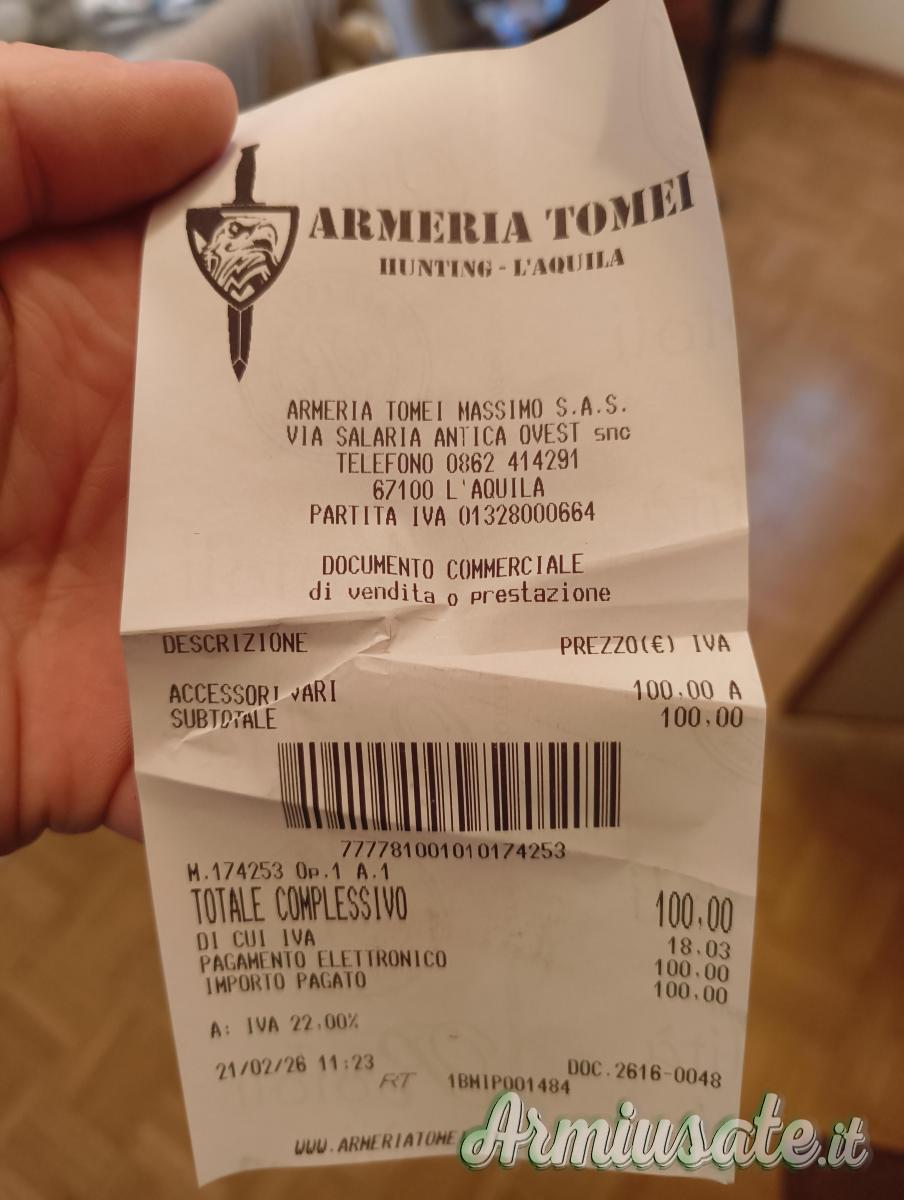 ARMERIA TOMEI
HUNTING - L'AQUILA
ARMERIA TOMEI MASSIMO S.A.S.
VIA SALARIA ANTICA OVEST snc
TELEFONO 0862 414291
67100 L'AQUILA
PARTITA IVA 01328000664
DOCUMENTO COMMERCIALE
di vendita o prestazione
DESCRIZIONE PREZZO(€) IVA
ACCESSORI VARI 100,00 A
SUBTOTALE 100,00
777781001010174253
M.174253 Op.1 A.1
TOTALE COMPLESSIVO 100,00
DI CUI IVA 18,03
PAGAMENTO ELETTRONICO 100,00
IMPORTO PAGATO 100,00
A: IVA 22,00%
21/02/26 11:23 DOC.2616-0048
RT 1BMIP001484
WWW.ARMERIATOME
Armiusate.it